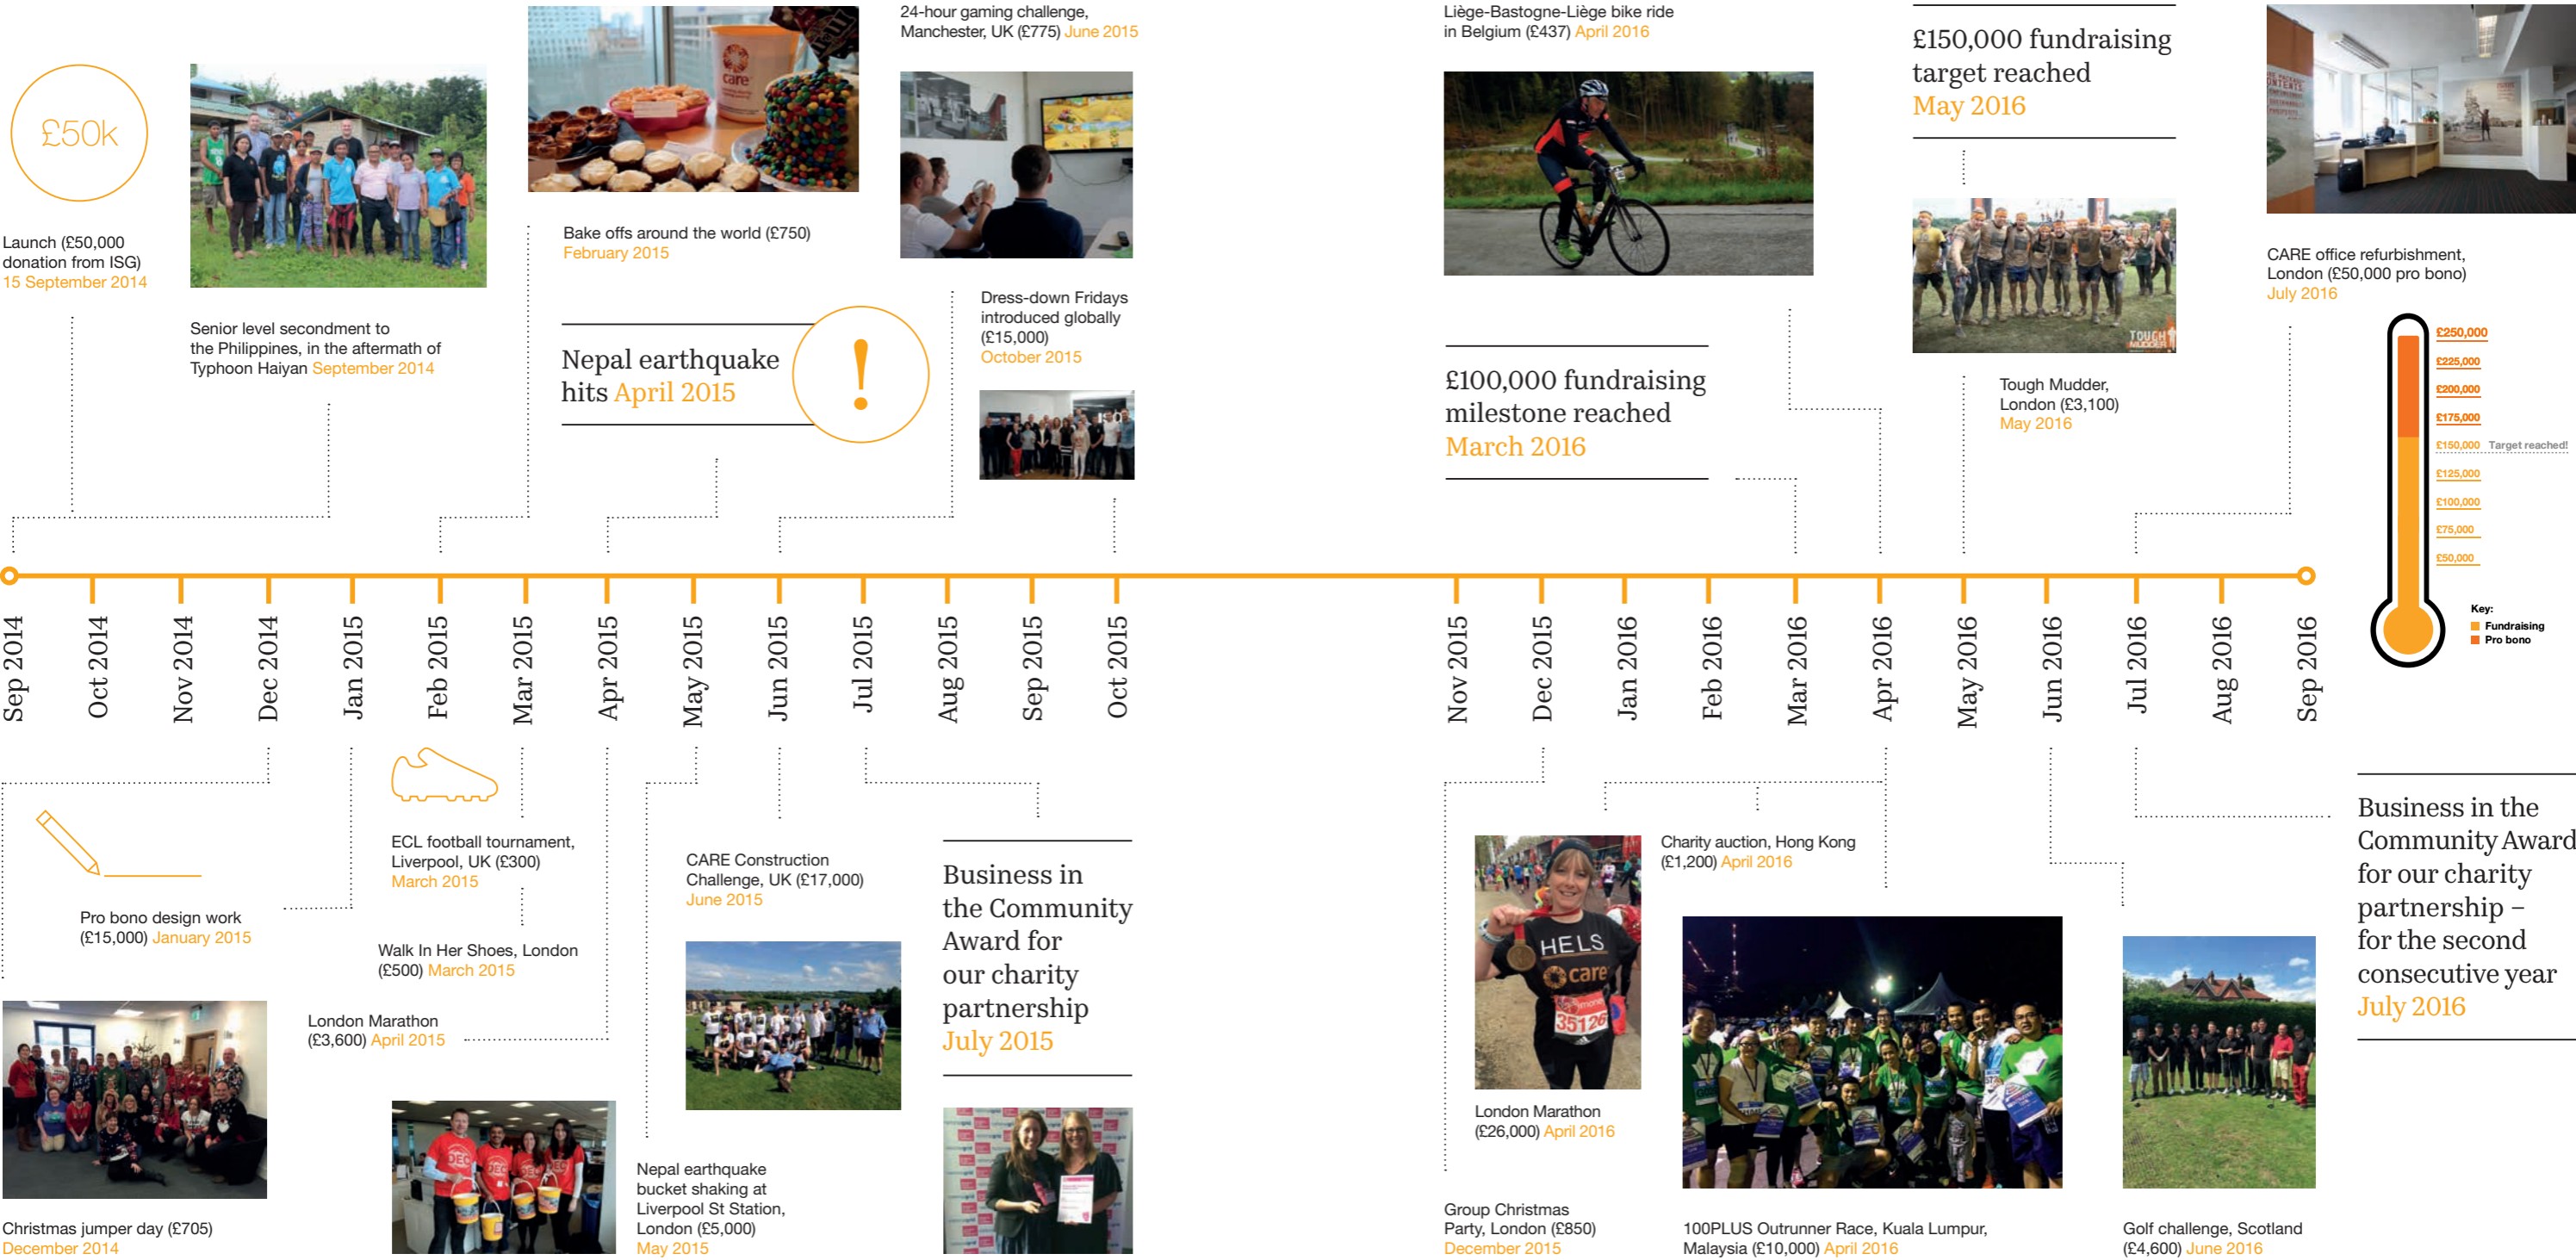 £50k
Launch (£50,000
donation from ISG)
15 September 2014
Senior level secondment to
the Philippines, in the aftermath of
Typhoon Haiyan September 2014
care
Bake offs around the world (£750)
February 2015
Nepal earthquake
hits April 2015
!
24-hour gaming challenge,
Manchester, UK (£775) June 2015
Dress-down Fridays
introduced globally
(£15,000)
October 2015
Liège-Bastogne-Liège bike ride
in Belgium (£437) April 2016
£100,000 fundraising
milestone reached
March 2016
£150,000 fundraising
target reached
May 2016
TOUGH
MUDDER
Tough Mudder,
London (£3,100)
May 2016
CARE office refurbishment,
London (£50,000 pro bono)
July 2016
£250,000
£225,000
£200,000
£175,000
£150,000 Target reached!
£125,000
£100,000
£75,000
£50,000
Key:
Fundraising
Pro bono
Sep 2014
Oct 2014
Nov 2014
Dec 2014
Jan 2015
Feb 2015
Mar 2015
Apr 2015
May 2015
Jun 2015
Jul 2015
Aug 2015
Sep 2015
Oct 2015
Nov 2015
Dec 2015
Jan 2016
Feb 2016
Mar 2016
Apr 2016
May 2016
Jun 2016
Jul 2016
Aug 2016
Sep 2016
Pro bono design work
(£15,000) January 2015
Christmas jumper day (£705)
December 2014
ECL football tournament,
Liverpool, UK (£300)
March 2015
Walk In Her Shoes, London
(£500) March 2015
London Marathon
(£3,600) April 2015
DEC
DEC
DEC
DEC
Nepal earthquake
bucket shaking at
Liverpool St Station,
London (£5,000)
May 2015
CARE Construction
Challenge, UK (£17,000)
June 2015
Business in
the Community
Award for
our charity
partnership
July 2015
Group Christmas
Party, London (£850)
December 2015
HELS
care
35126
London Marathon
(£26,000) April 2016
Charity auction, Hong Kong
(£1,200) April 2016
100PLUS Outrunner Race, Kuala Lumpur,
Malaysia (£10,000) April 2016
Golf challenge, Scotland
(£4,600) June 2016
Business in the
Community Award
for our charity
partnership –
for the second
consecutive year
July 2016